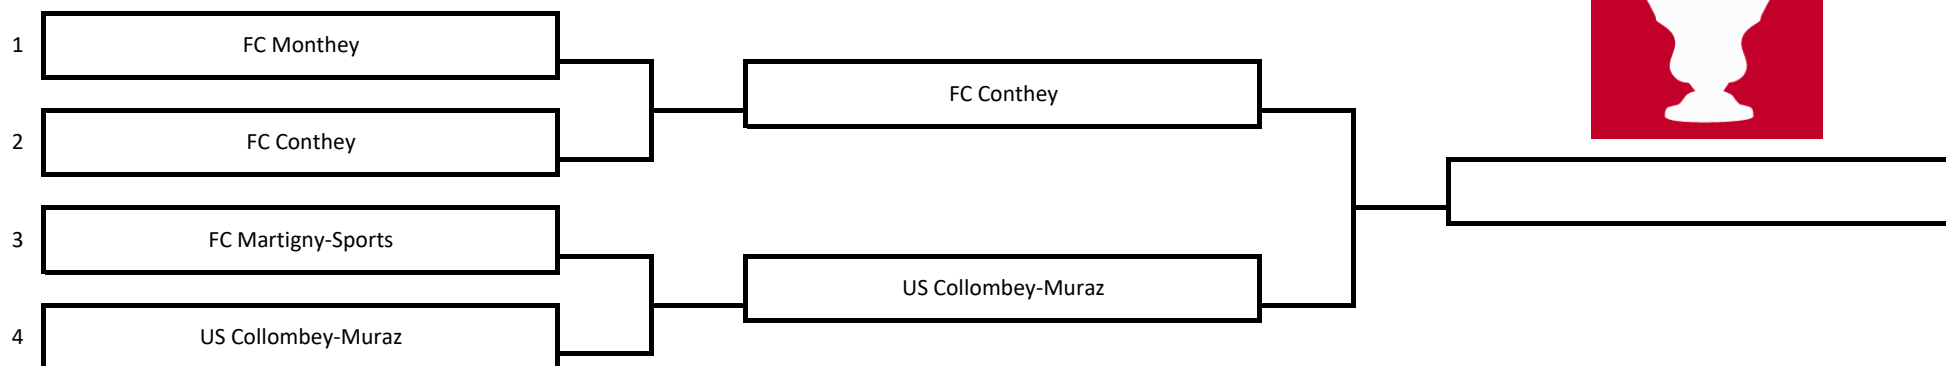 1 FC Monthey
FC Conthey
2 FC Conthey
3 FC Martigny-Sports
US Collombey-Muraz
4 US Collombey-Muraz